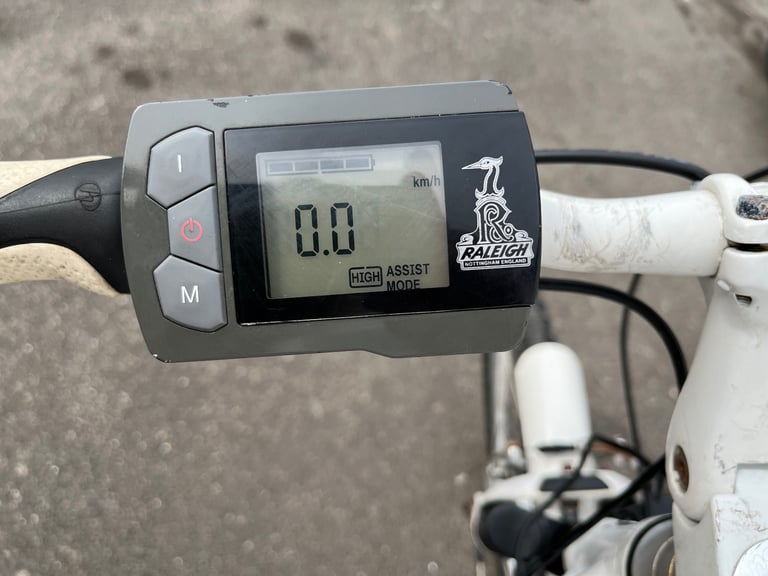 I
M
km/h
0.0
HIGH ASSIST
MODE
R
RALEIGH
NOTTINGHAM ENGLAND